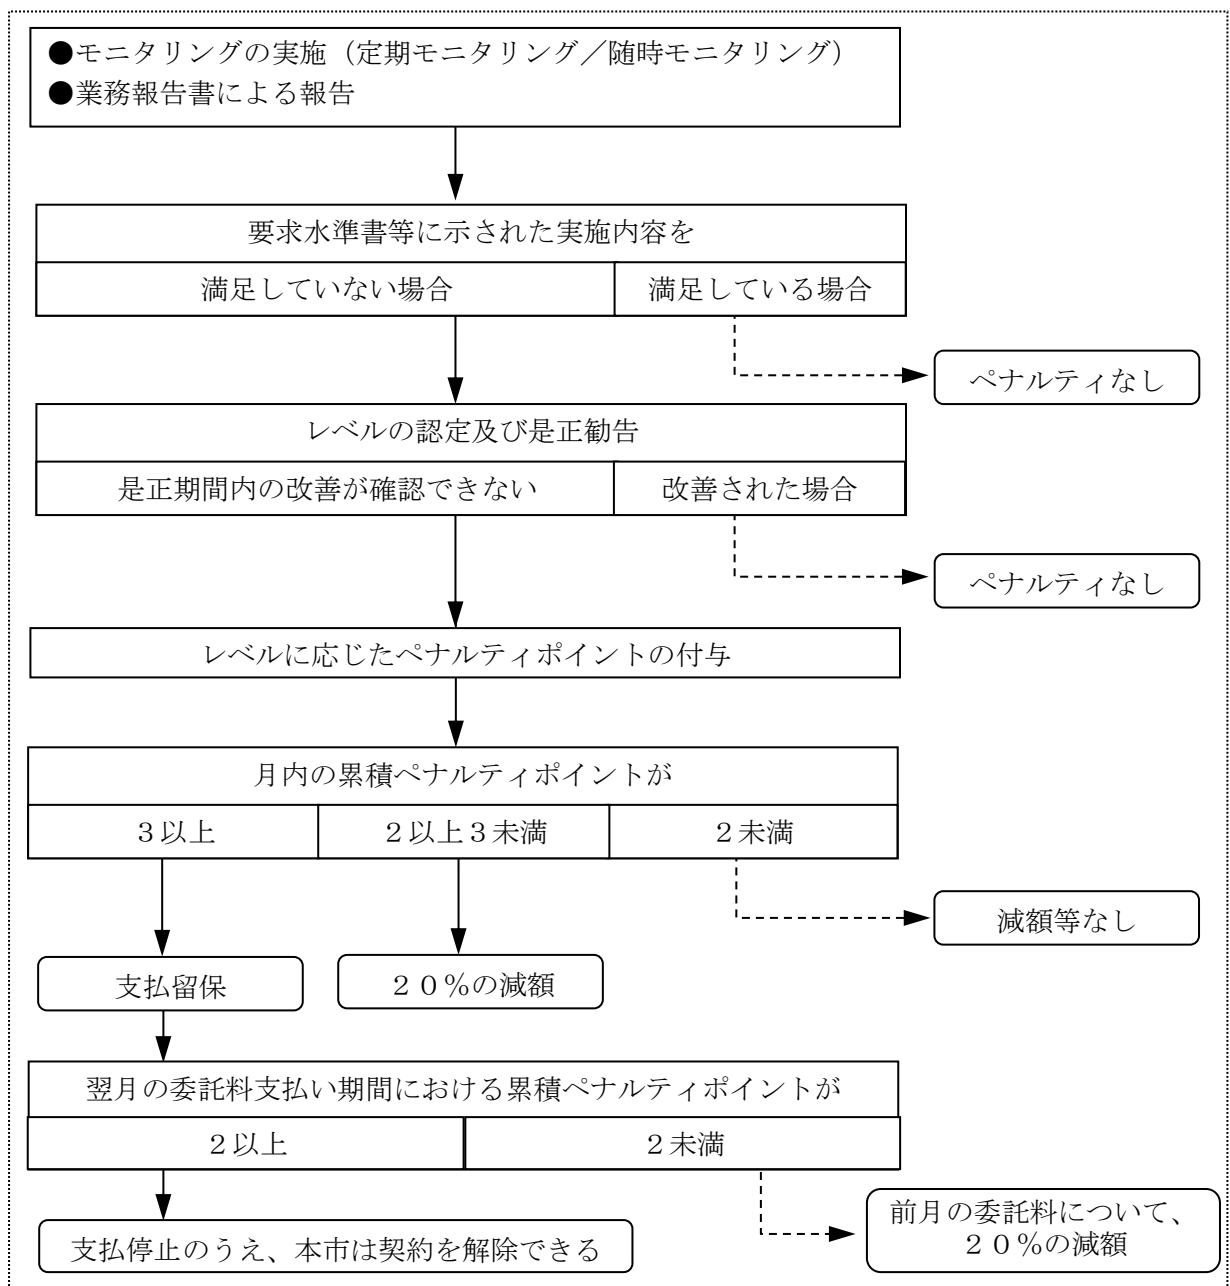 ●モニタリングの実施（定期モニタリング／随時モニタリング）
●業務報告書による報告
要求水準書等に示された実施内容を
満足していない場合
満足している場合
ペナルティなし
レベルの認定及び是正勧告
是正期間内の改善が確認できない
改善された場合
ペナルティなし
レベルに応じたペナルティポイントの付与
月内の累積ペナルティポイントが
３以上
２以上３未満
２未満
減額等なし
支払留保
２０％の減額
翌月の委託料支払い期間における累積ペナルティポイントが
２以上
２未満
前月の委託料について、
２０％の減額
支払停止のうえ、本市は契約を解除できる